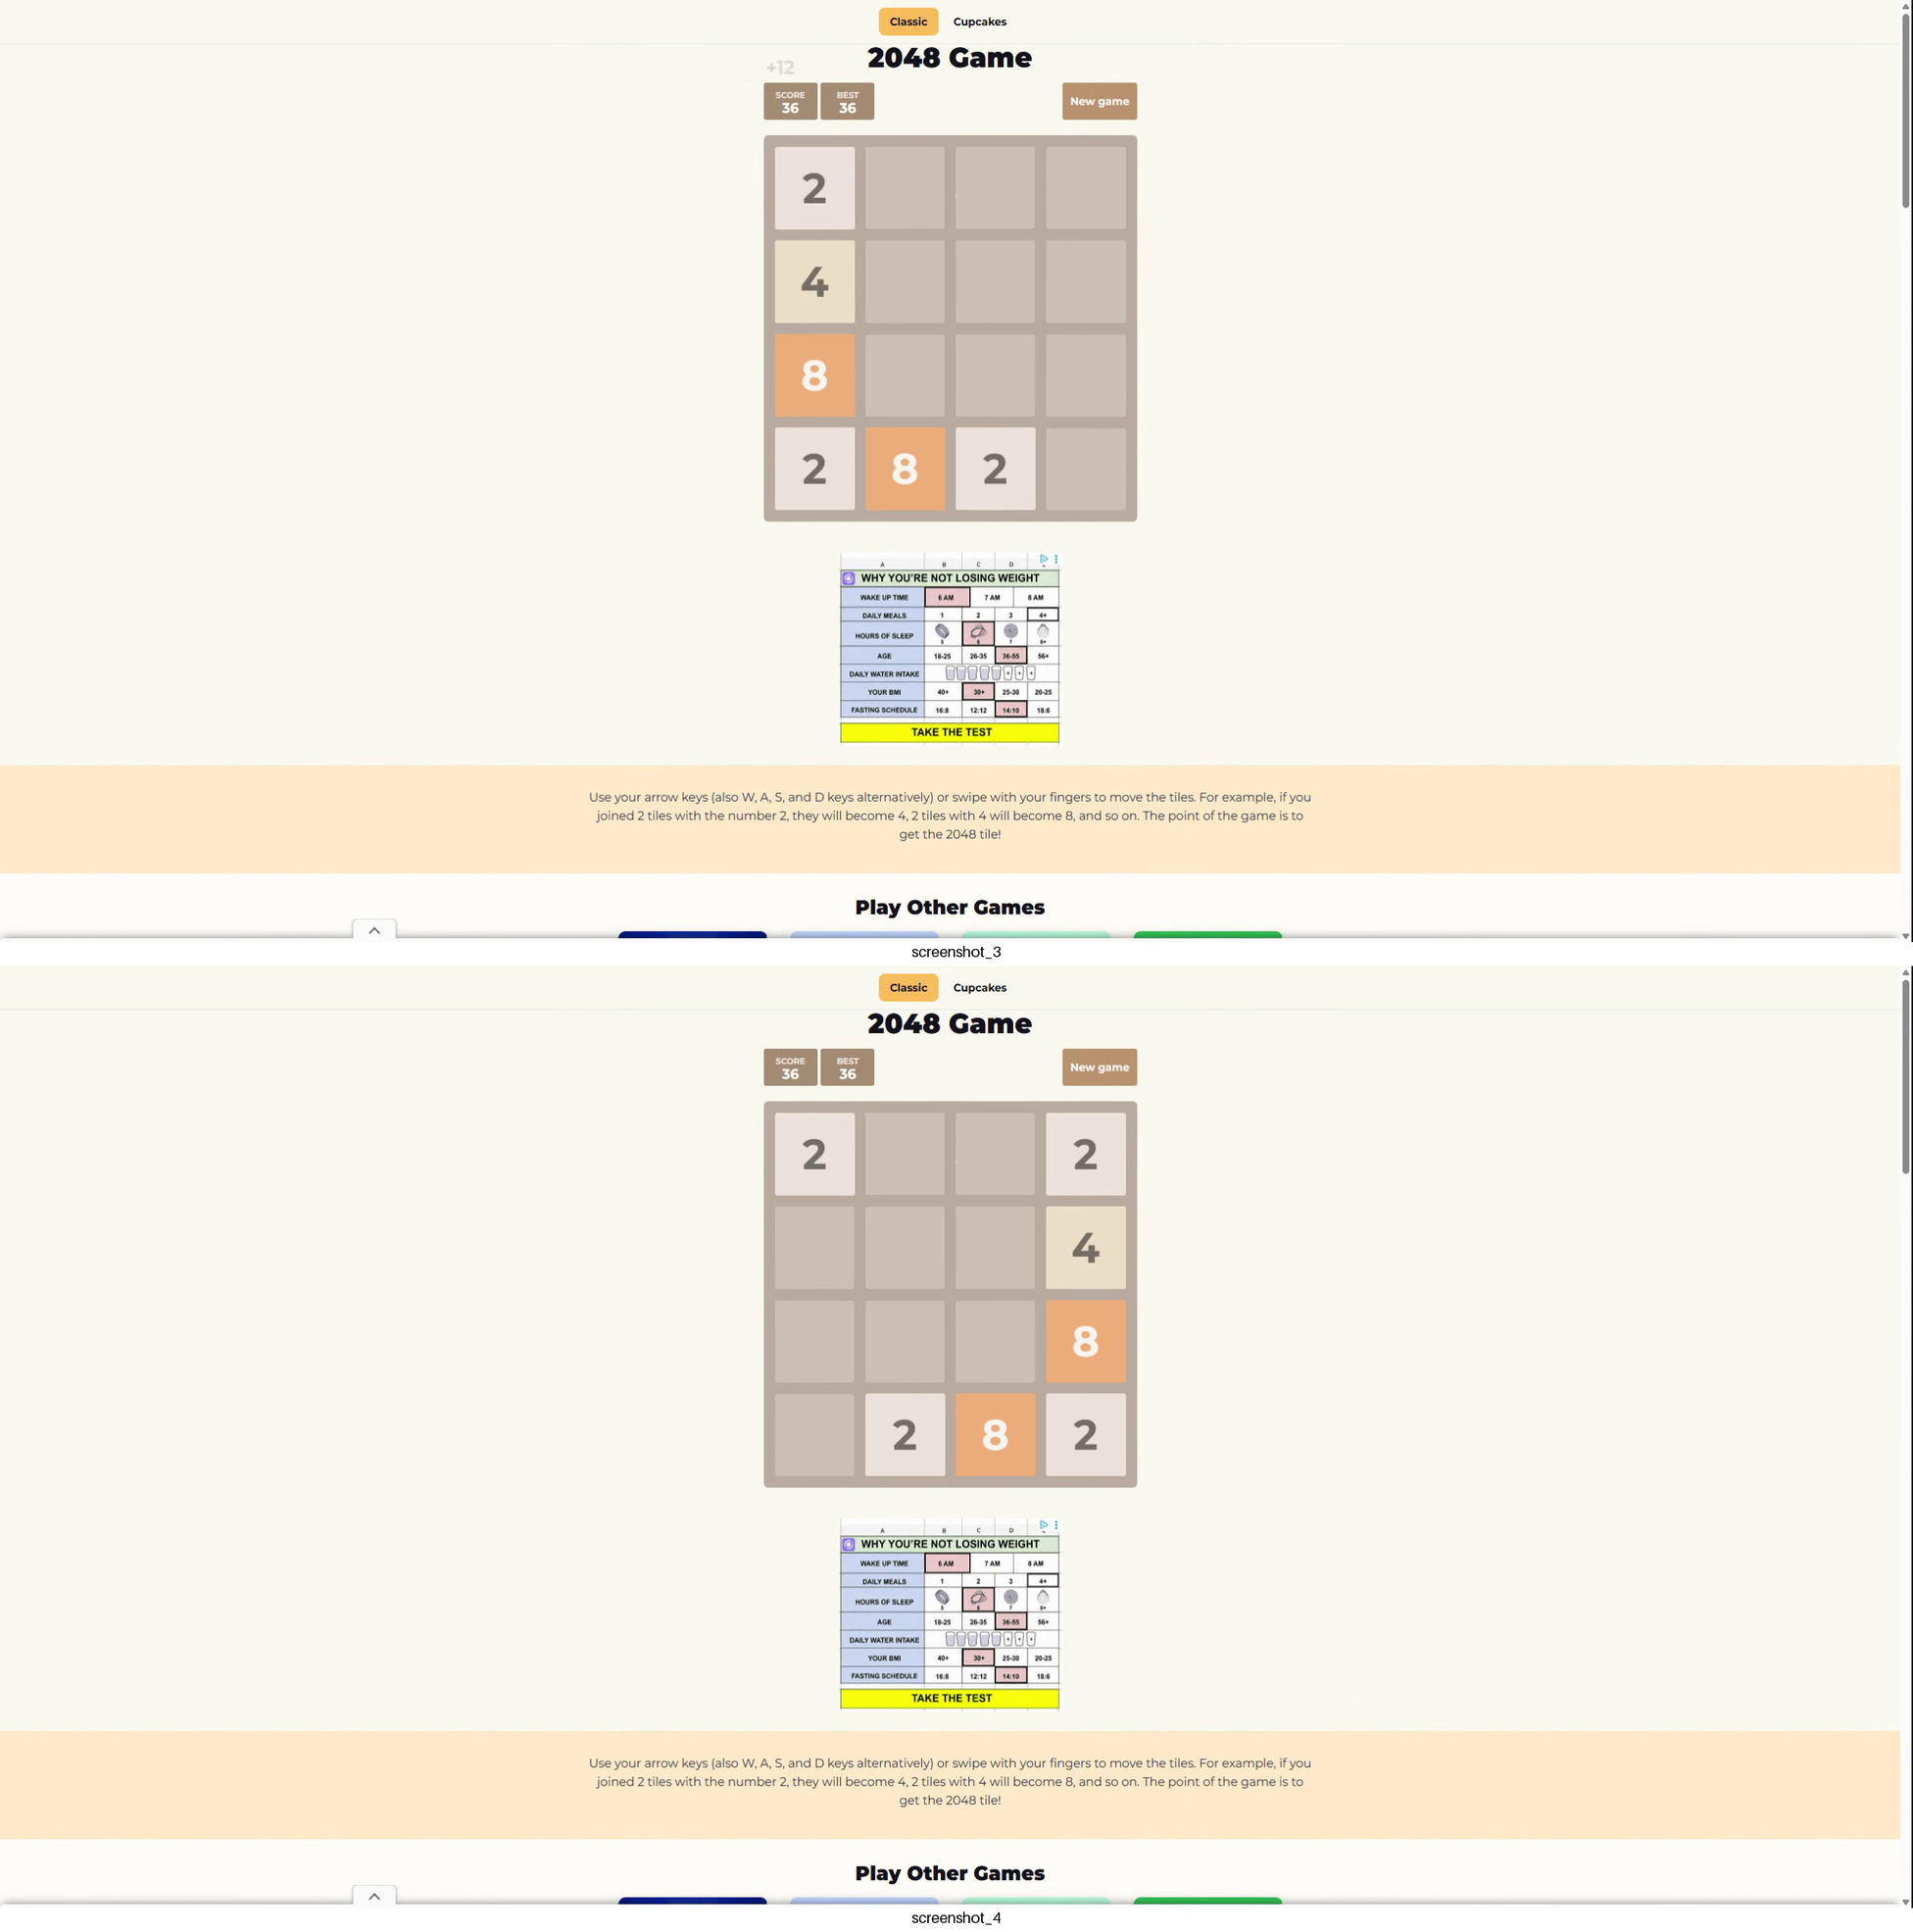 Classic Cupcakes
2048 Game
+12
SCORE BEST
36 36
New game
2
4
8
2 8 2
A B C D
WHY YOU'RE NOT LOSING WEIGHT
WAKE UP TIME 6 AM 7 AM 8 AM
DAILY MEALS 1 2 3 4+
HOURS OF SLEEP 5 6 7 8+
AGE 18-25 26-35 36-55 56+
DAILY WATER INTAKE
YOUR BMI 40+ 30+ 25-30 20-25
FASTING SCHEDULE 16:8 12:12 14:10 18:6
TAKE THE TEST
Use your arrow keys (also W, A, S, and D keys alternatively) or swipe with your fingers to move the tiles. For example, if you
joined 2 tiles with the number 2, they will become 4, 2 tiles with 4 will become 8, and so on. The point of the game is to
get the 2048 tile!
Play Other Games
screenshot_3
Classic Cupcakes
2048 Game
SCORE BEST
36 36
New game
2 2
4
8
2 8 2
A B C D
WHY YOU'RE NOT LOSING WEIGHT
WAKE UP TIME 6 AM 7 AM 8 AM
DAILY MEALS 1 2 3 4+
HOURS OF SLEEP 5 6 7 8+
AGE 18-25 26-35 36-55 56+
DAILY WATER INTAKE
YOUR BMI 40+ 30+ 25-30 20-25
FASTING SCHEDULE 16:8 12:12 14:10 18:6
TAKE THE TEST
Use your arrow keys (also W, A, S, and D keys alternatively) or swipe with your fingers to move the tiles. For example, if you
joined 2 tiles with the number 2, they will become 4, 2 tiles with 4 will become 8, and so on. The point of the game is to
get the 2048 tile!
Play Other Games
screenshot_4